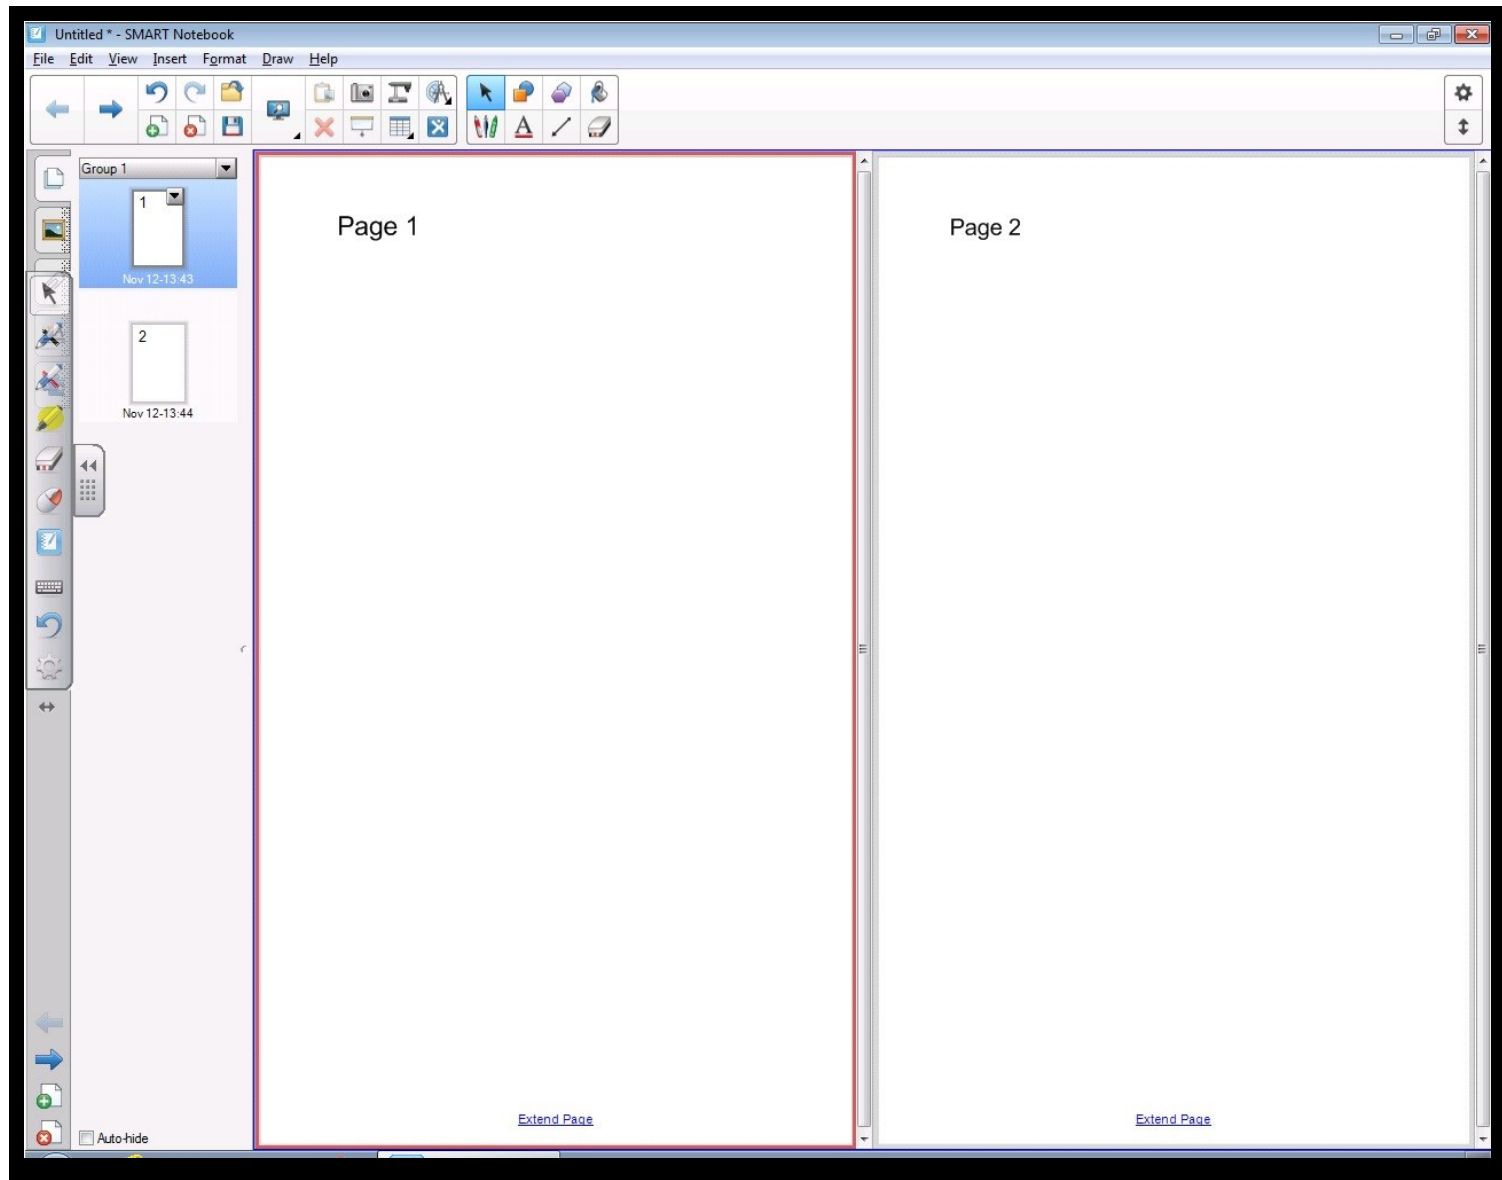 Untitled * - SMART Notebook
File Edit View Insert Format Draw Help
Group 1
1
Nov 12-13:43
2
Nov 12-13:44
Auto-hide
Page 1
Extend Page
Page 2
Extend Page